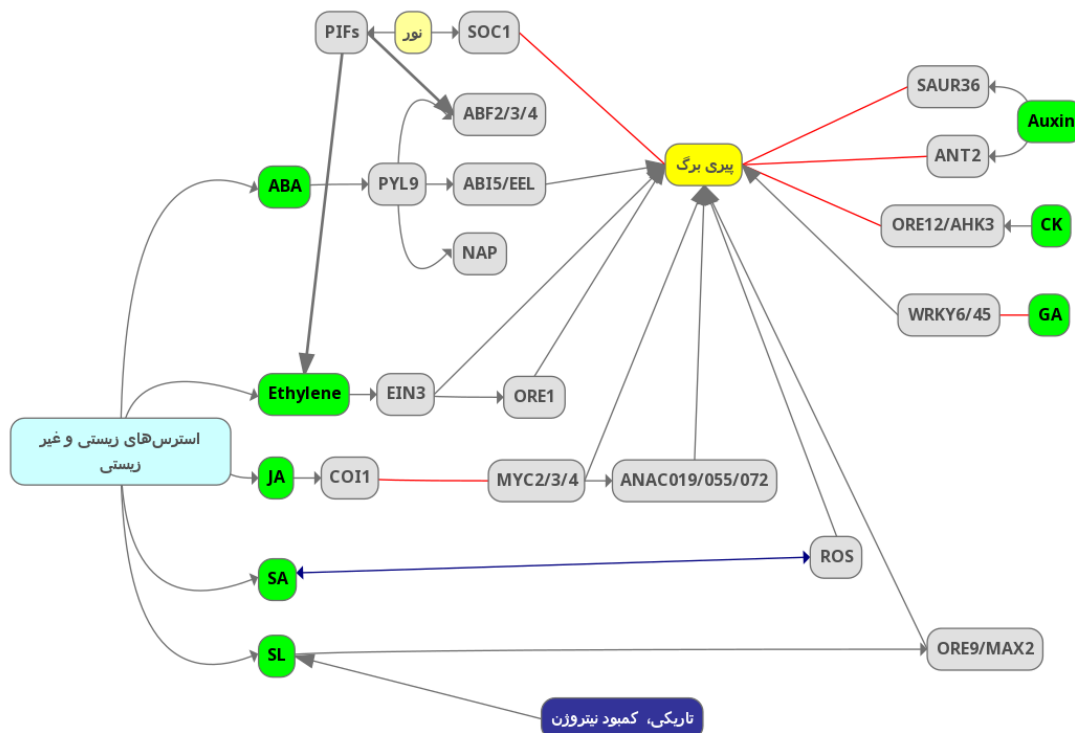 PIFs
نور
SOC1
SAUR36
Auxin
ABF2/3/4
ANT2
پیری برگ
ABA
PYL9
ABI5/EEL
ORE12/AHK3
CK
NAP
WRKY6/45
GA
Ethylene
EIN3
ORE1
استرس‌های زیستی و غیر
زیستی
JA
COI1
MYC2/3/4
ANAC019/055/072
ROS
SA
SL
ORE9/MAX2
تاریکی، کمبود نیتروژن